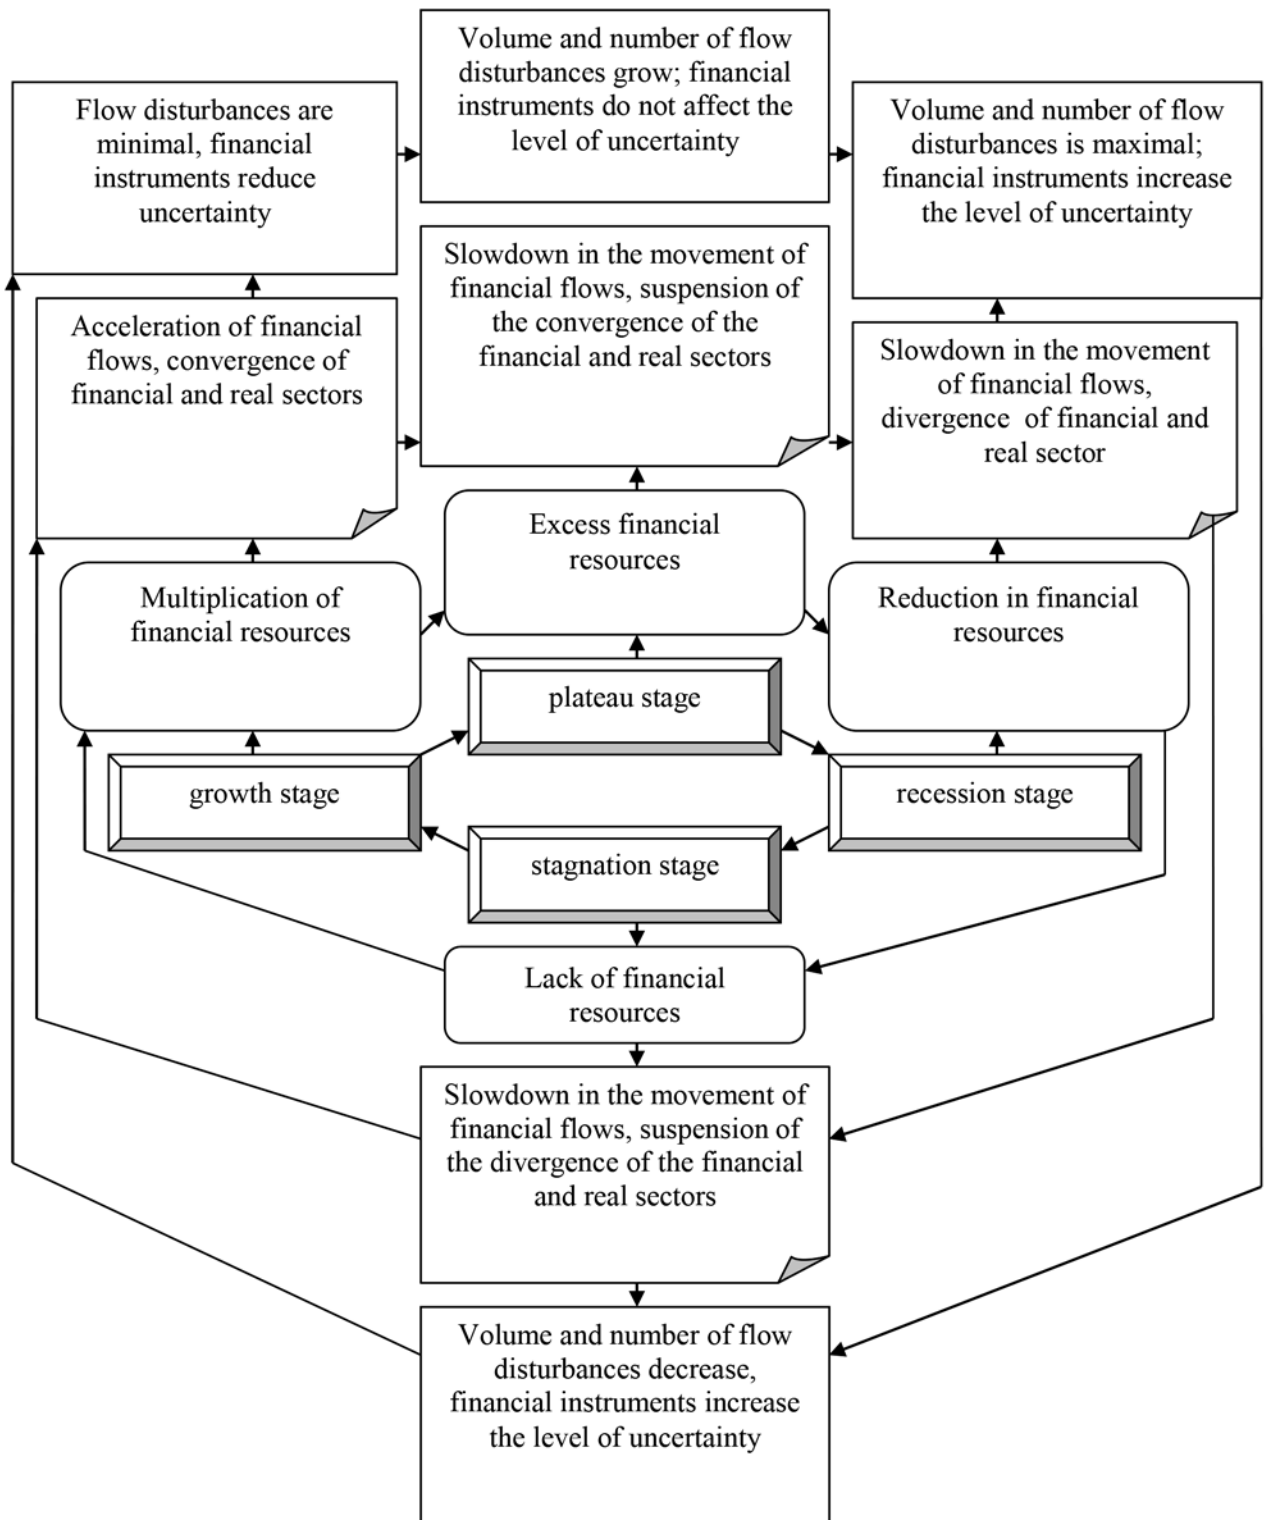 Volume and number of flow
disturbances grow; financial
instruments do not affect the
level of uncertainty
Flow disturbances are
minimal, financial
instruments reduce
uncertainty
Volume and number of flow
disturbances is maximal;
financial instruments increase
the level of uncertainty
Slowdown in the movement of
financial flows, suspension of
the convergence of the
financial and real sectors
Acceleration of financial
flows, convergence of
financial and real sectors
Slowdown in the movement
of financial flows,
divergence of financial and
real sector
Excess financial
resources
Multiplication of
financial resources
Reduction in financial
resources
plateau stage
growth stage
recession stage
stagnation stage
Lack of financial
resources
Slowdown in the movement of
financial flows, suspension of
the divergence of the financial
and real sectors
Volume and number of flow
disturbances decrease,
financial instruments increase
the level of uncertainty